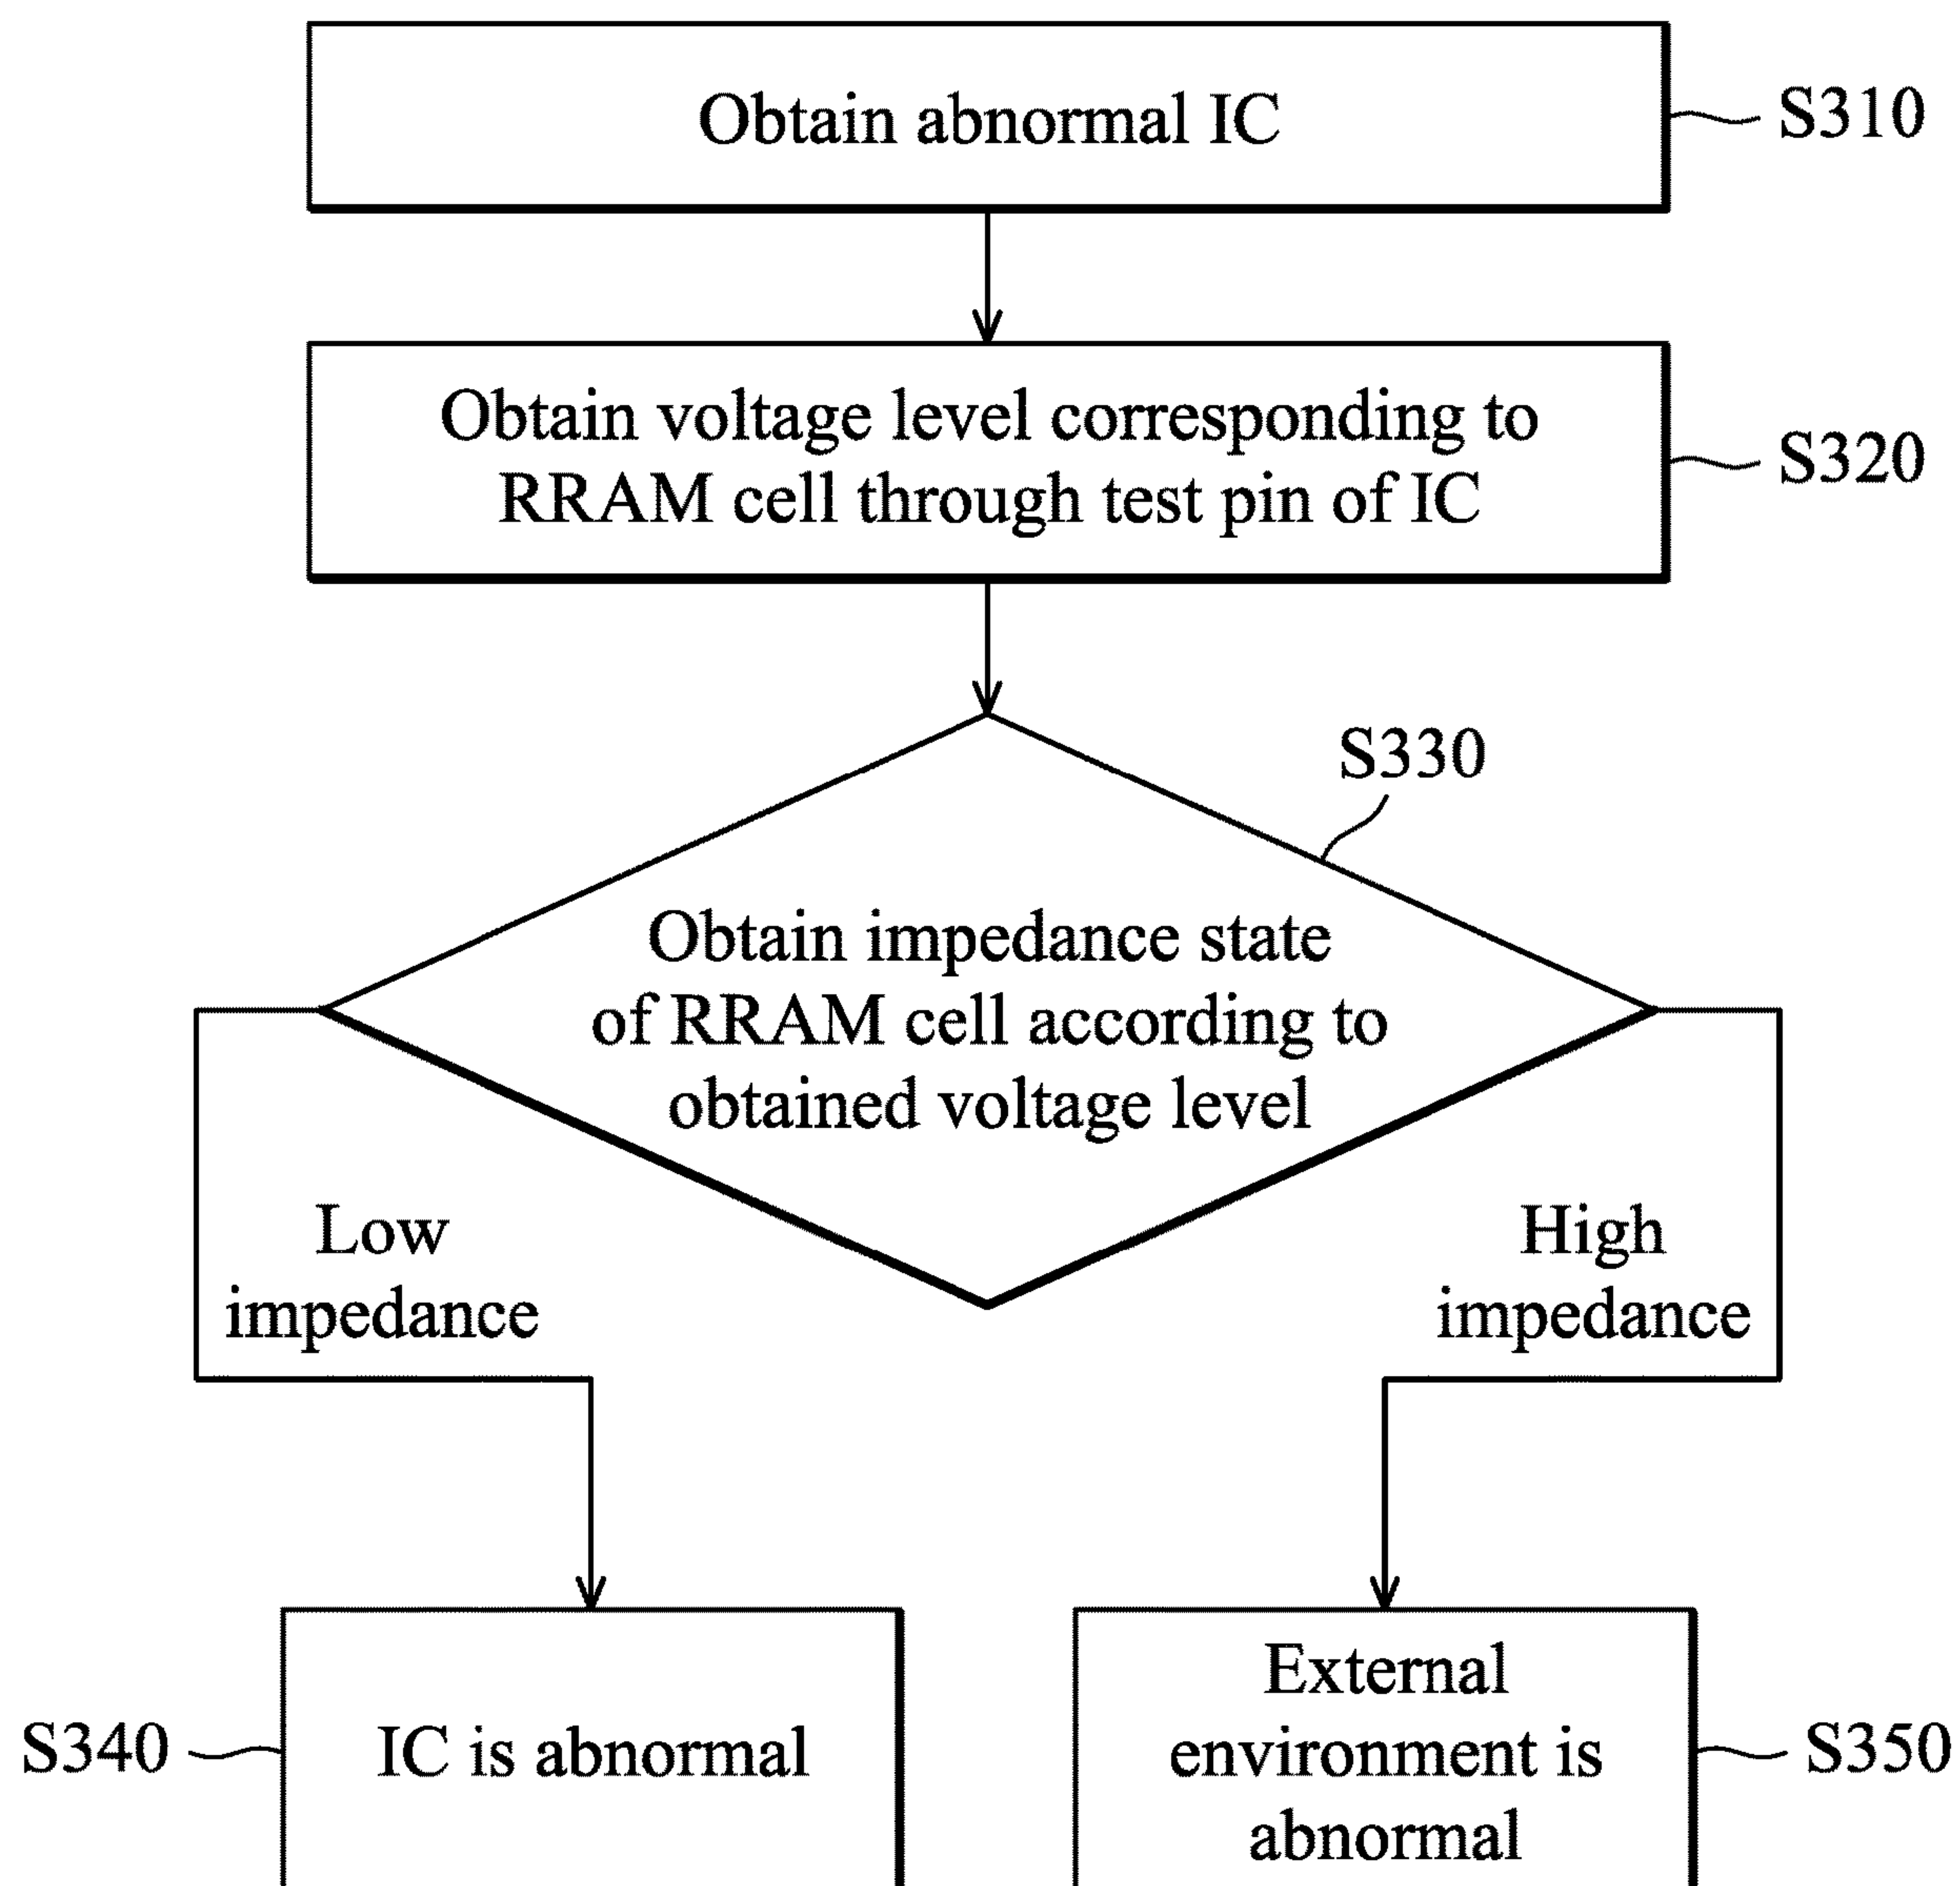 Obtain abnormal IC
S310
Obtain voltage level corresponding to
RRAM cell through test pin of IC
S320
S330
Obtain impedance state
of RRAM cell according to
obtained voltage level
Low
impedance
High
impedance
S340
IC is abnormal
External
environment is
abnormal
S350